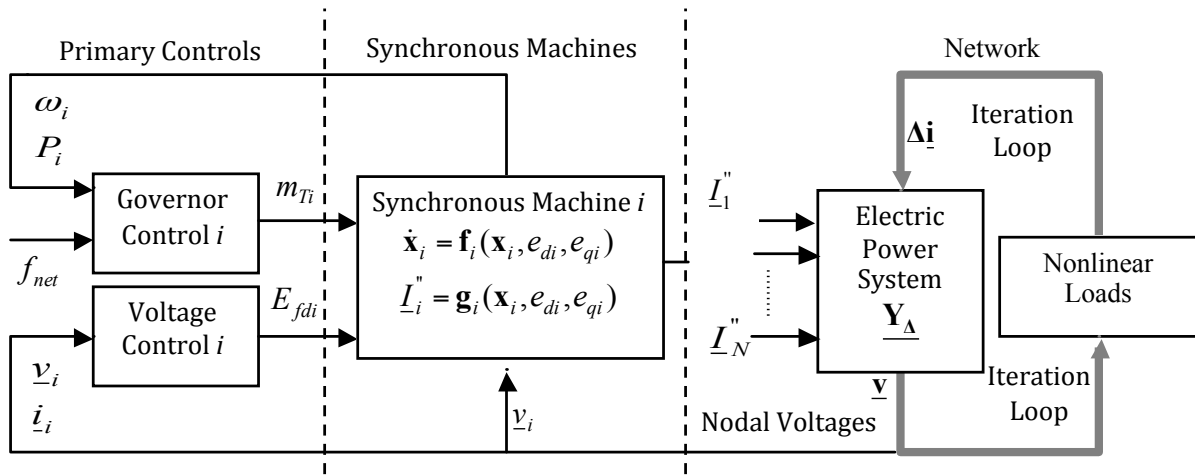 Primary Controls
Synchronous Machines
Network
ω_i
P_i
f_net
Governor
Control i
m_Ti
Voltage
Control i
E_fdi
v_i
i_i
Synchronous Machine i
ẋ_i = f_i(x_i, e_di, e_qi)
I_i" = g_i(x_i, e_di, e_qi)
v_i
I_1"
I"_N
Δi
Iteration
Loop
Electric
Power
System
Y_Δ
Nonlinear
Loads
v
Iteration
Loop
Nodal Voltages